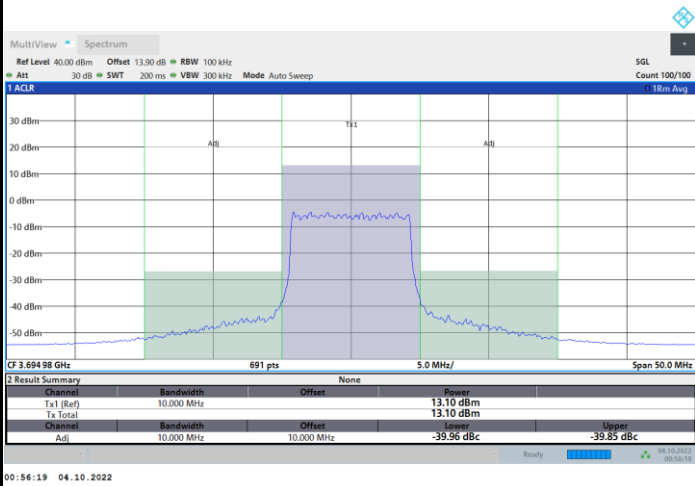 MultiView Spectrum
Ref Level 40.00 dBm Offset 13.90 dB RBW 100 kHz SGL
Att 30 dB SWT 200 ms VBW 300 kHz Mode Auto Sweep Count 100/100
1 ACLR 1Rm Avg
30 dBm
Tx1
20 dBm
Adj Adj
10 dBm
0 dBm
-10 dBm
-20 dBm
-30 dBm
-40 dBm
-50 dBm
CF 3.69498 GHz 691 pts 5.0 MHz/ Span 50.0 MHz
2 Result Summary None
Channel Bandwidth Offset Power
Tx1 (Ref) 10.000 MHz 13.10 dBm
Tx Total 13.10 dBm
Channel Bandwidth Offset Lower Upper
Adj 10.000 MHz 10.000 MHz -39.96 dBc -39.85 dBc
Ready 04.10.2022
00:56:18
00:56:19 04.10.2022